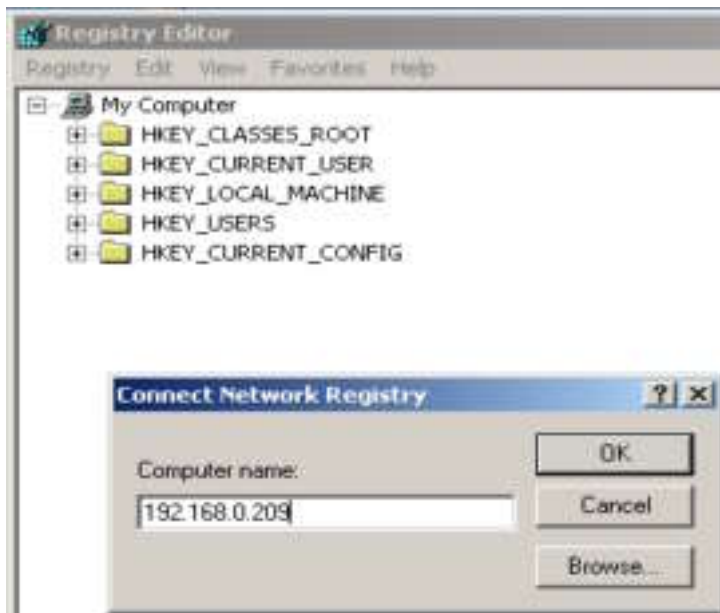 Registry Editor
Registry Edit View Favorites Help
My Computer
HKEY_CLASSES_ROOT
HKEY_CURRENT_USER
HKEY_LOCAL_MACHINE
HKEY_USERS
HKEY_CURRENT_CONFIG
Connect Network Registry
Computer name:
192.168.0.209
OK
Cancel
Browse...